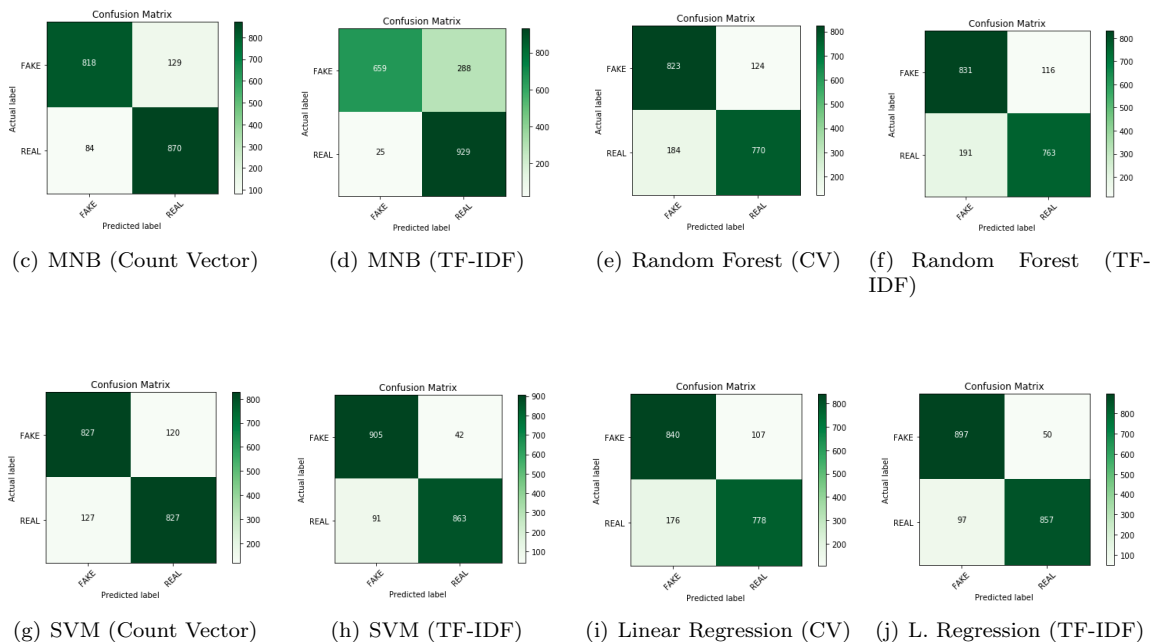 Confusion Matrix
800
700
600
500
400
300
200
100
FAKE
REAL
Actual label
818
129
84
870
FAKE
REAL
Predicted label
(c) MNB (Count Vector)
Confusion Matrix
800
600
400
200
FAKE
REAL
Actual label
659
288
25
929
FAKE
REAL
Predicted label
(d) MNB (TF-IDF)
Confusion Matrix
800
700
600
500
400
300
200
FAKE
REAL
Actual label
823
124
184
770
FAKE
REAL
Predicted label
(e) Random Forest (CV)
Confusion Matrix
800
700
600
500
400
300
200
FAKE
REAL
Actual label
831
116
191
763
FAKE
REAL
Predicted label
(f) Random Forest (TF-
IDF)
Confusion Matrix
800
700
600
500
400
300
200
FAKE
REAL
Actual label
827
120
127
827
FAKE
REAL
Predicted label
(g) SVM (Count Vector)
Confusion Matrix
900
800
700
600
500
400
300
200
100
FAKE
REAL
Actual label
905
42
91
863
FAKE
REAL
Predicted label
(h) SVM (TF-IDF)
Confusion Matrix
800
700
600
500
400
300
200
FAKE
REAL
Actual label
840
107
176
778
FAKE
REAL
Predicted label
(i) Linear Regression (CV)
Confusion Matrix
800
700
600
500
400
300
200
100
FAKE
REAL
Actual label
897
50
97
857
FAKE
REAL
Predicted label
(j) L. Regression (TF-IDF)